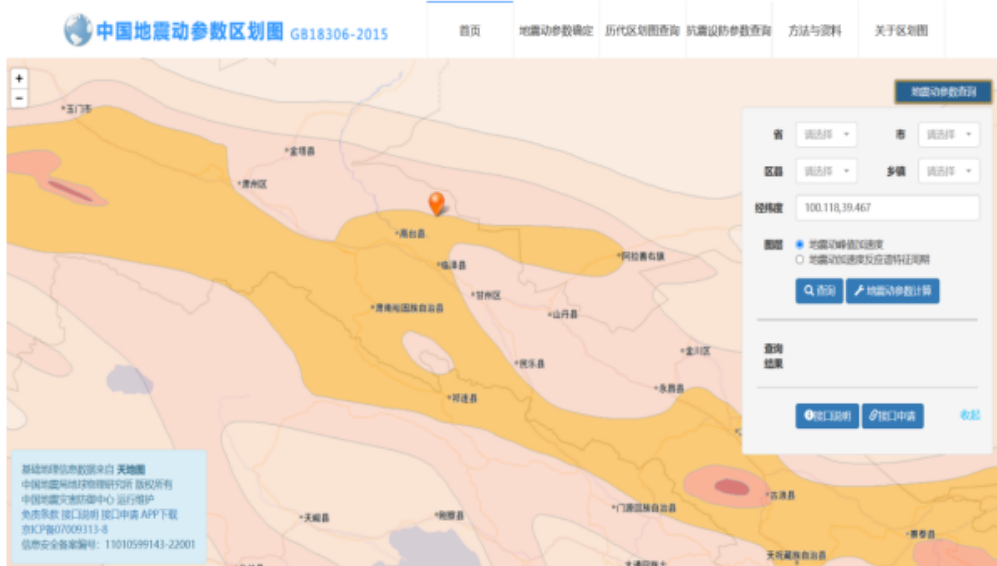 中国地震动参数区划图 GB18306-2015
首页 地震动参数确定 历代区划图查询 抗震设防参数查询 方法与资料 关于区划图
+
−
地震动参数查询
省 请选择 市 请选择
区县 请选择 乡镇 请选择
经纬度 100.118,39.467
图层 地震动峰值加速度
地震动加速度反应谱特征周期
查询 地震动参数计算
查询
结果
接口说明 接口申请 收起
玉门市
金塔县
肃州区
高台县
阿拉善右旗
临泽县
甘州区
肃南裕固族自治县
山丹县
金川区
民乐县
永昌县
祁连县
古浪县
门源回族自治县
天峻县
刚察县
景泰县
天祝藏族自治县
基础地理信息数据来自 天地图
中国地震局地球物理研究所 版权所有
中国地震灾害防御中心 运行维护
免责条款 接口说明 接口申请 APP下载
京ICP备07009313-8
信息安全备案编号：11010599143-22001